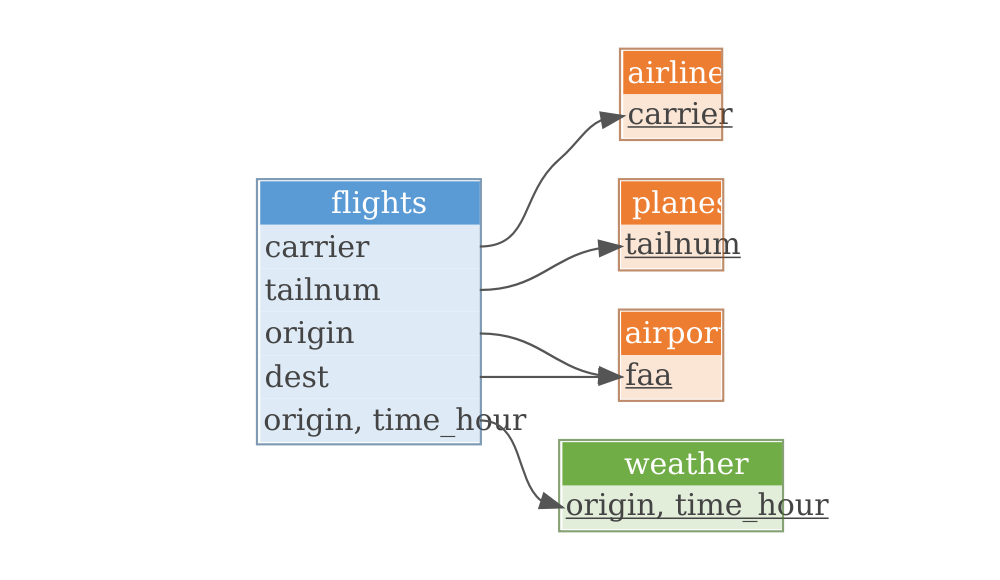 flights
carrier
tailnum
origin
dest
origin, time_hour
airline
carrier
planes
tailnum
airpor
faa
weather
origin, time_hour